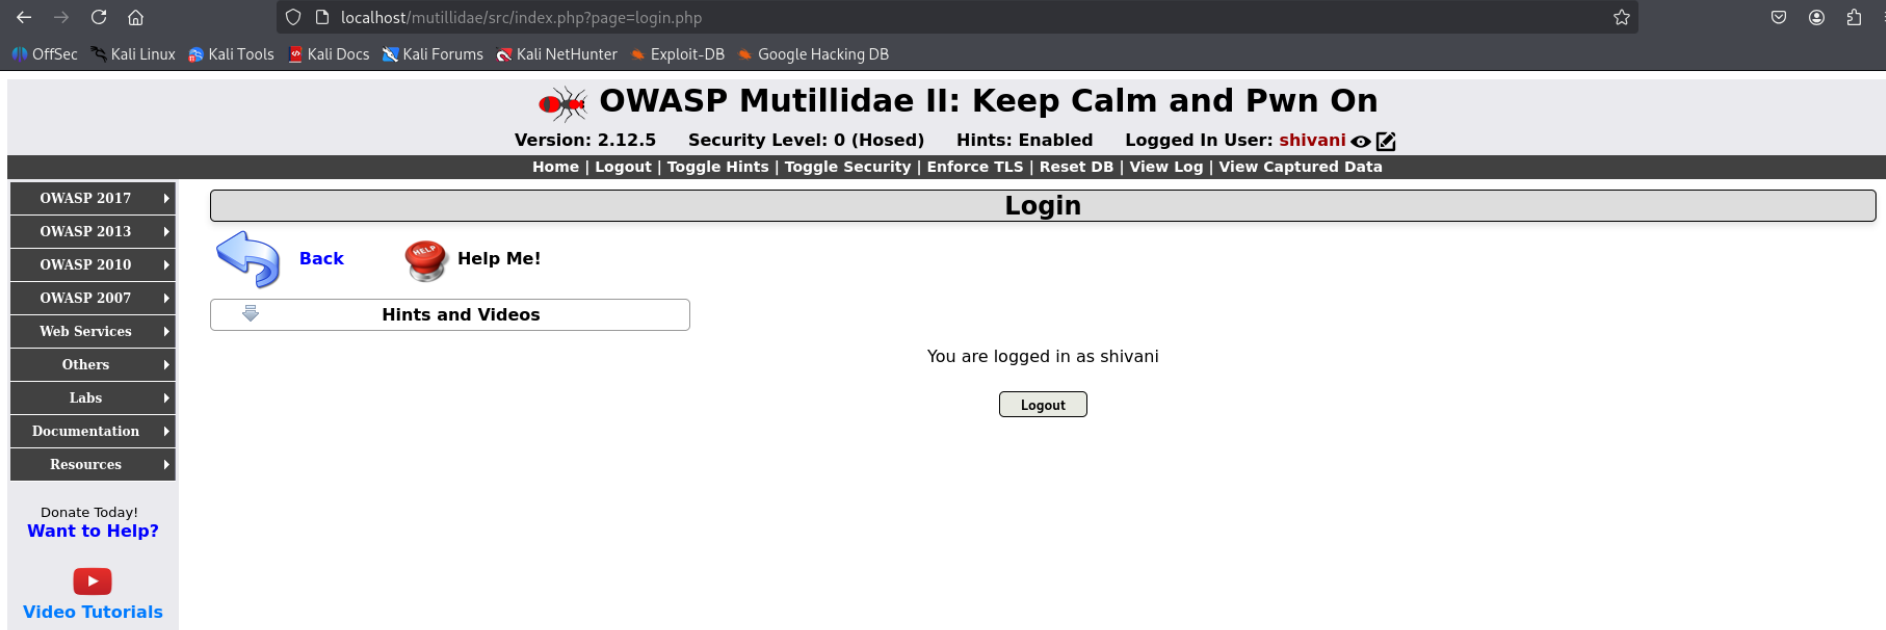 localhost/mutillidae/src/index.php?page=login.php
OffSec Kali Linux Kali Tools Kali Docs Kali Forums Kali NetHunter Exploit-DB Google Hacking DB
OWASP Mutillidae II: Keep Calm and Pwn On
Version: 2.12.5 Security Level: 0 (Hosed) Hints: Enabled Logged In User: shivani
Home | Logout | Toggle Hints | Toggle Security | Enforce TLS | Reset DB | View Log | View Captured Data
OWASP 2017
OWASP 2013
OWASP 2010
OWASP 2007
Web Services
Others
Labs
Documentation
Resources
Donate Today!
Want to Help?
Video Tutorials
Login
Back HELP Help Me!
Hints and Videos
You are logged in as shivani
Logout